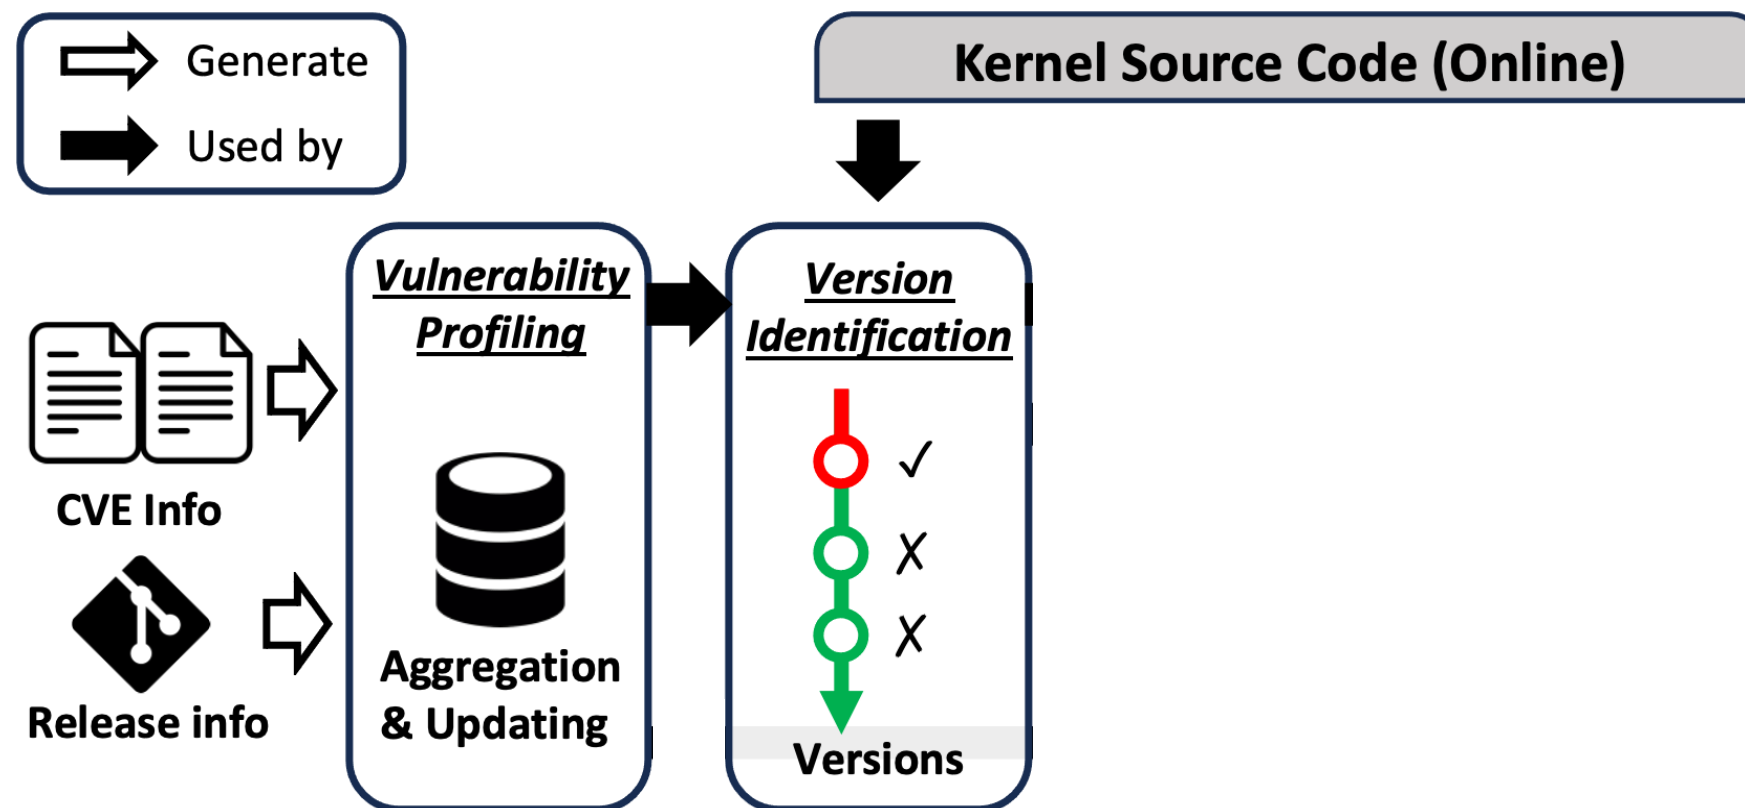 Generate
Used by
Kernel Source Code (Online)
Vulnerability
Profiling
Version
Identification
✓
✗
✗
CVE Info
Release info
Aggregation
& Updating
Versions